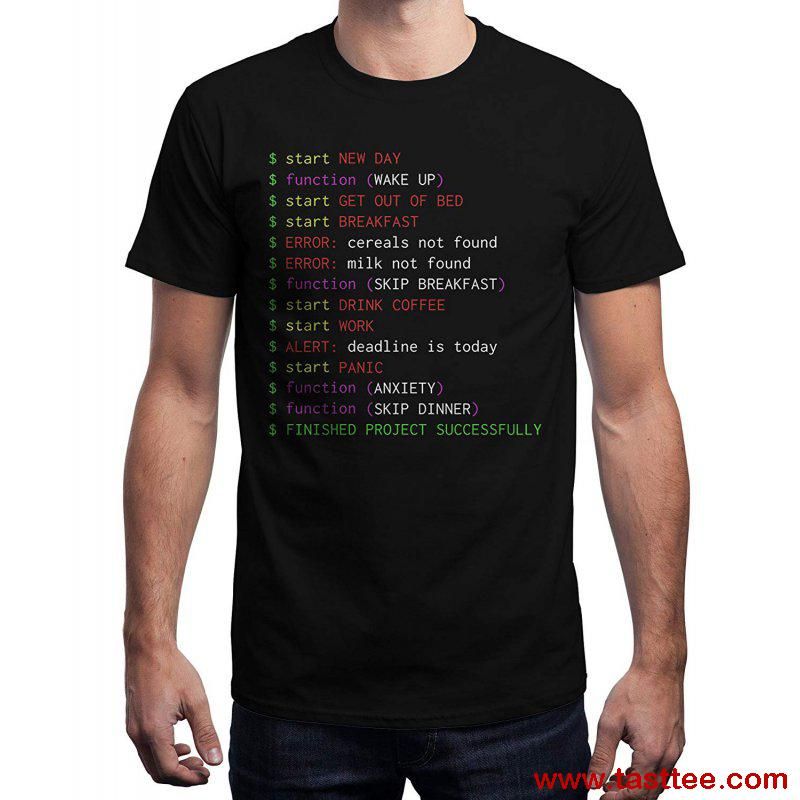 $ start NEW DAY
$ function (WAKE UP)
$ start GET OUT OF BED
$ start BREAKFAST
$ ERROR: cereals not found
$ ERROR: milk not found
$ function (SKIP BREAKFAST)
$ start DRINK COFFEE
$ start WORK
$ ALERT: deadline is today
$ start PANIC
$ function (ANXIETY)
$ function (SKIP DINNER)
$ FINISHED PROJECT SUCCESSFULLY
www.tasttee.com